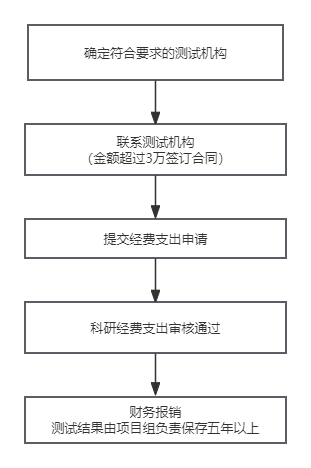 确定符合要求的测试机构
联系测试机构
（金额超过3万签订合同）
提交经费支出申请
科研经费支出审核通过
财务报销
测试结果由项目组负责保存五年以上